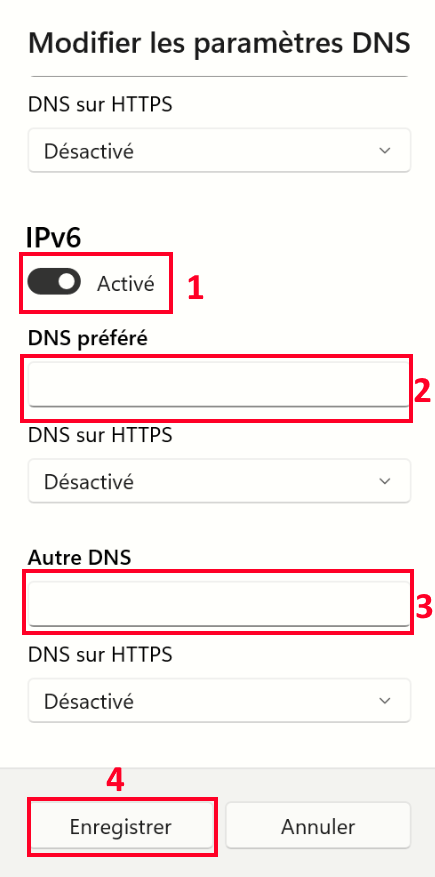 Modifier les paramètres DNS
DNS sur HTTPS
Désactivé
IPv6
Activé
1
DNS préféré
2
DNS sur HTTPS
Désactivé
Autre DNS
3
DNS sur HTTPS
Désactivé
4
Enregistrer
Annuler